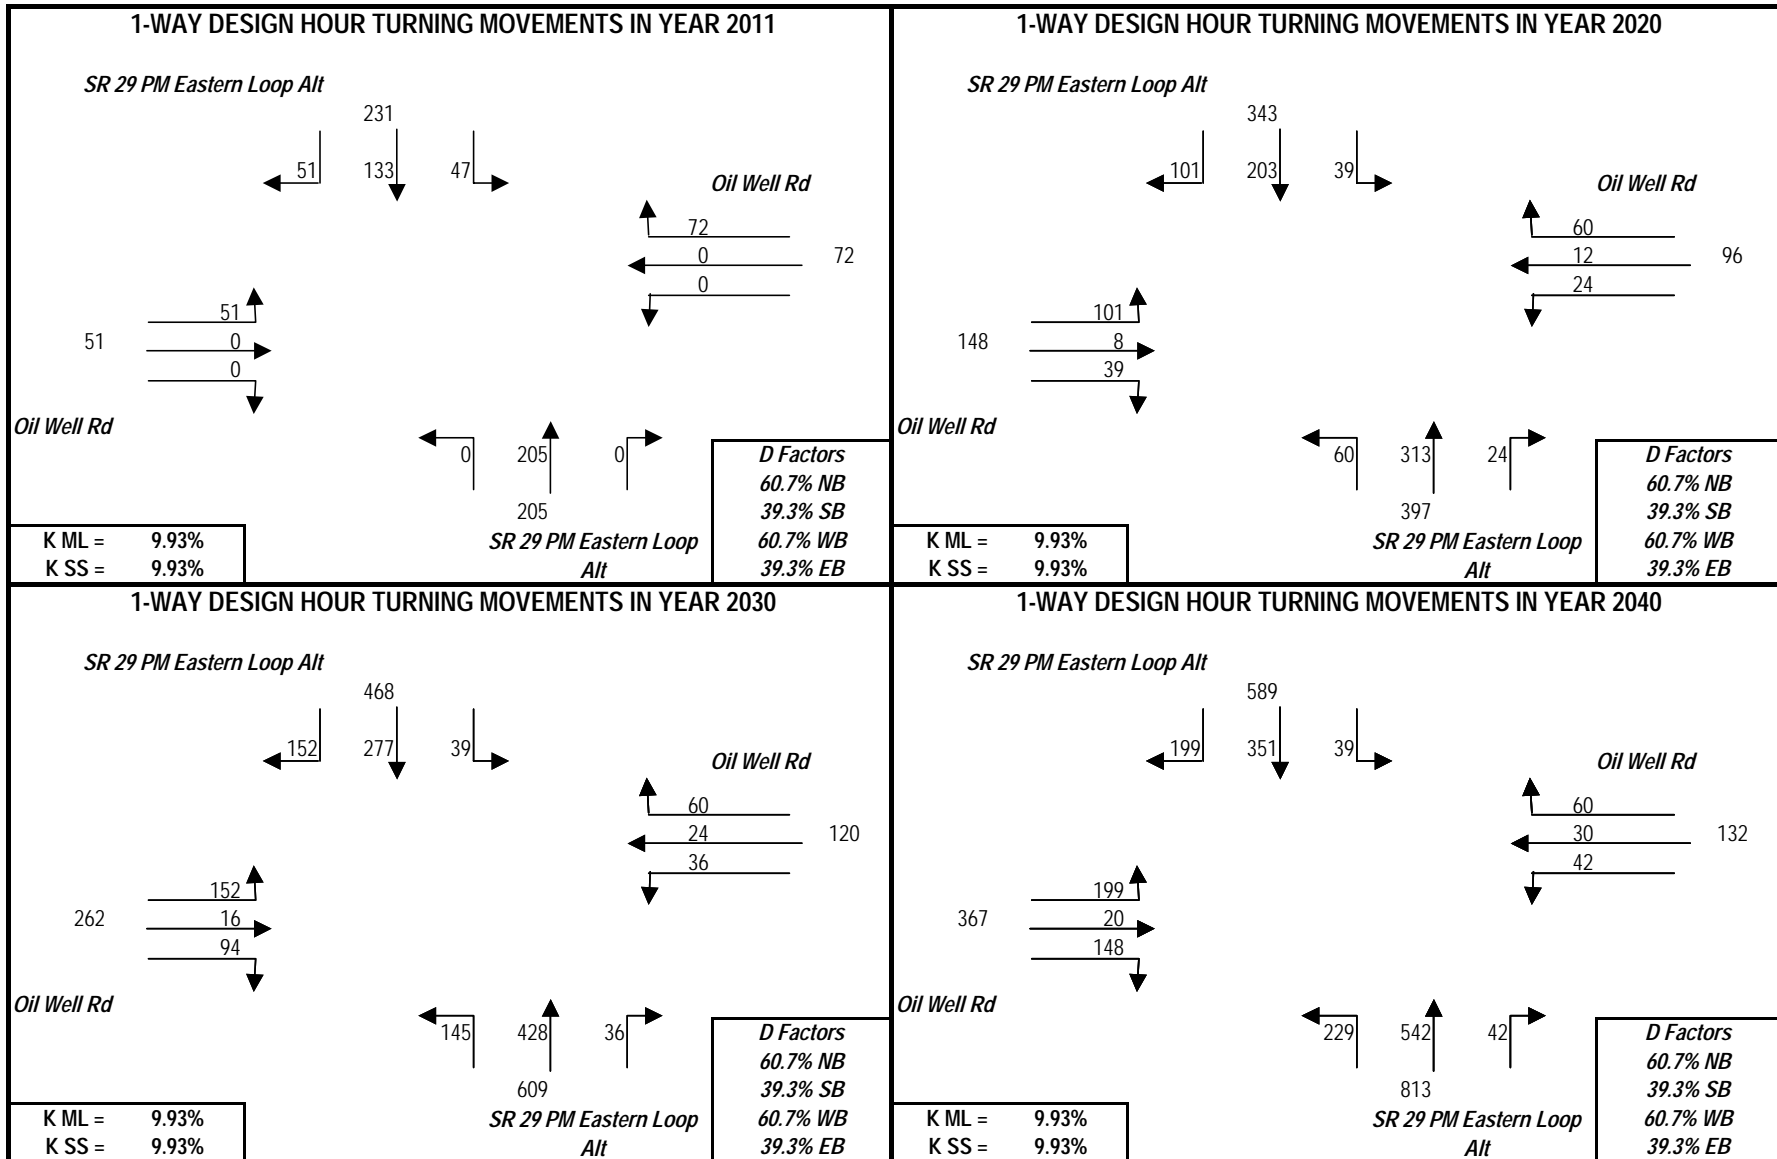 1-WAY DESIGN HOUR TURNING MOVEMENTS IN YEAR 2011
SR 29 PM Eastern Loop Alt
231
51 133 47
Oil Well Rd
72
0 72
0
51
51 0
0
Oil Well Rd
0 205 0
205
SR 29 PM Eastern Loop
Alt
D Factors
60.7% NB
39.3% SB
60.7% WB
39.3% EB
K ML = 9.93%
K SS = 9.93%
1-WAY DESIGN HOUR TURNING MOVEMENTS IN YEAR 2020
SR 29 PM Eastern Loop Alt
343
101 203 39
Oil Well Rd
60
12 96
24
101
148 8
39
Oil Well Rd
60 313 24
397
SR 29 PM Eastern Loop
Alt
D Factors
60.7% NB
39.3% SB
60.7% WB
39.3% EB
K ML = 9.93%
K SS = 9.93%
1-WAY DESIGN HOUR TURNING MOVEMENTS IN YEAR 2030
SR 29 PM Eastern Loop Alt
468
152 277 39
Oil Well Rd
60
24 120
36
152
262 16
94
Oil Well Rd
145 428 36
609
SR 29 PM Eastern Loop
Alt
D Factors
60.7% NB
39.3% SB
60.7% WB
39.3% EB
K ML = 9.93%
K SS = 9.93%
1-WAY DESIGN HOUR TURNING MOVEMENTS IN YEAR 2040
SR 29 PM Eastern Loop Alt
589
199 351 39
Oil Well Rd
60
30 132
42
199
367 20
148
Oil Well Rd
229 542 42
813
SR 29 PM Eastern Loop
Alt
D Factors
60.7% NB
39.3% SB
60.7% WB
39.3% EB
K ML = 9.93%
K SS = 9.93%